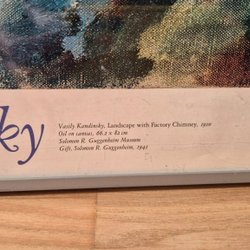 ky
Vasily Kandinsky, Landscape with Factory Chimney, 1910
Oil on canvas, 66.2 x 82 cm
Solomon R. Guggenheim Museum
Gift, Solomon R. Guggenheim, 1941